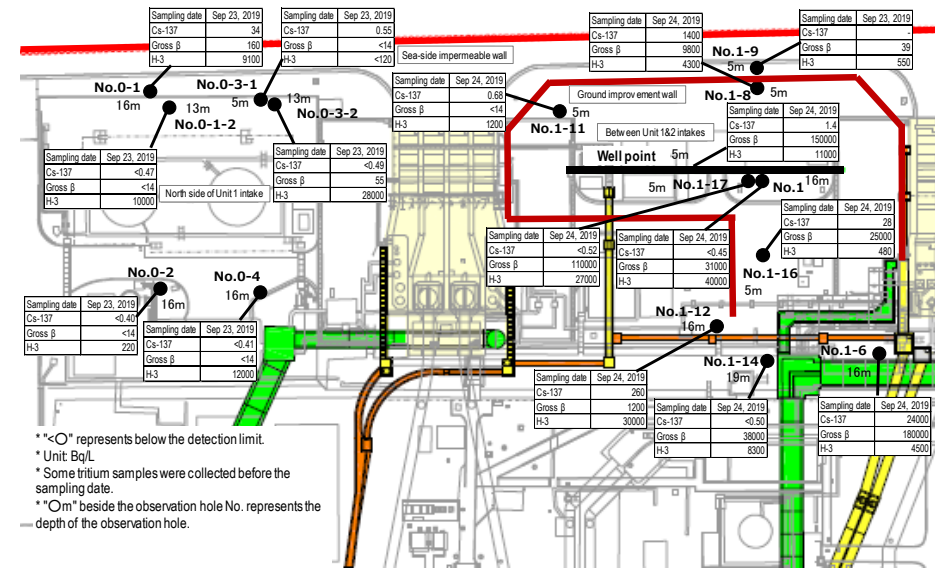 Sampling date Sep 23, 2019
Cs-137 34
Gross β 160
H-3 9100
Sampling date Sep 23, 2019
Cs-137 0.55
Gross β <14
H-3 <120
Sea-side impermeable wall
Sampling date Sep 24, 2019
Cs-137 1400
Gross β 9800
H-3 4300
Sampling date Sep 23, 2019
Cs-137 -
Gross β 39
H-3 550
No.1-9
5m
No.0-1
16m
No.0-3-1
5m
13m
No.0-1-2
13m
No.0-3-2
Sampling date Sep 24, 2019
Cs-137 0.68
Gross β <14
H-3 1200
Ground improvement wall
No.1-8
5m
5m
No.1-11
Between Unit 1&2 intakes
Sampling date Sep 24, 2019
Cs-137 1.4
Gross β 150000
H-3 11000
Well point 5m
Sampling date Sep 23, 2019
Cs-137 <0.47
Gross β <14
H-3 10000
North side of Unit 1 intake
Sampling date Sep 23, 2019
Cs-137 <0.49
Gross β 55
H-3 28000
5m No.1-17
No.1 16m
Sampling date Sep 24, 2019
Cs-137 28
Gross β 25000
H-3 480
Sampling date Sep 24, 2019
Cs-137 <0.52
Gross β 110000
H-3 27000
Sampling date Sep 24, 2019
Cs-137 <0.45
Gross β 31000
H-3 40000
No.1-16
5m
No.0-2
16m
No.0-4
16m
Sampling date Sep 23, 2019
Cs-137 <0.40
Gross β <14
H-3 220
Sampling date Sep 23, 2019
Cs-137 <0.41
Gross β <14
H-3 12000
No.1-12
16m
No.1-14
19m
No.1-6
16m
Sampling date Sep 24, 2019
Cs-137 260
Gross β 1200
H-3 30000
Sampling date Sep 24, 2019
Cs-137 <0.50
Gross β 38000
H-3 8300
Sampling date Sep 24, 2019
Cs-137 24000
Gross β 180000
H-3 4500
* "<○" represents below the detection limit.
* Unit: Bq/L
* Some tritium samples were collected before the
sampling date.
* "○m" beside the observation hole No. represents the
depth of the observation hole.